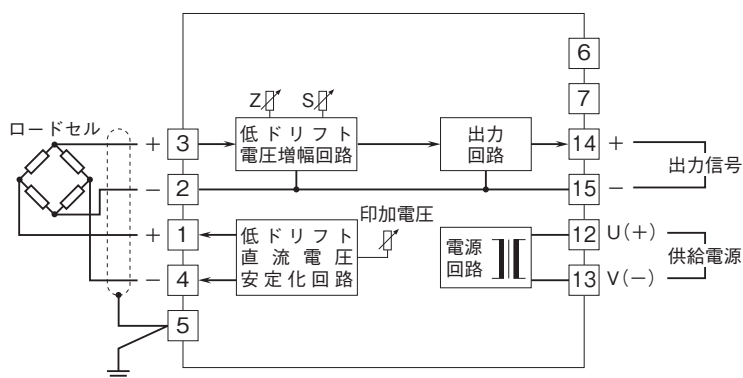 6
7
Z
S
ロードセル
+
3
低ドリフト
電圧増幅回路
出力
回路
14
+
出力信号
−
2
15
−
印加電圧
+
1
低ドリフト
直流電圧
安定化回路
電源
回路
12
U(+)
供給電源
−
4
13
V(−)
5